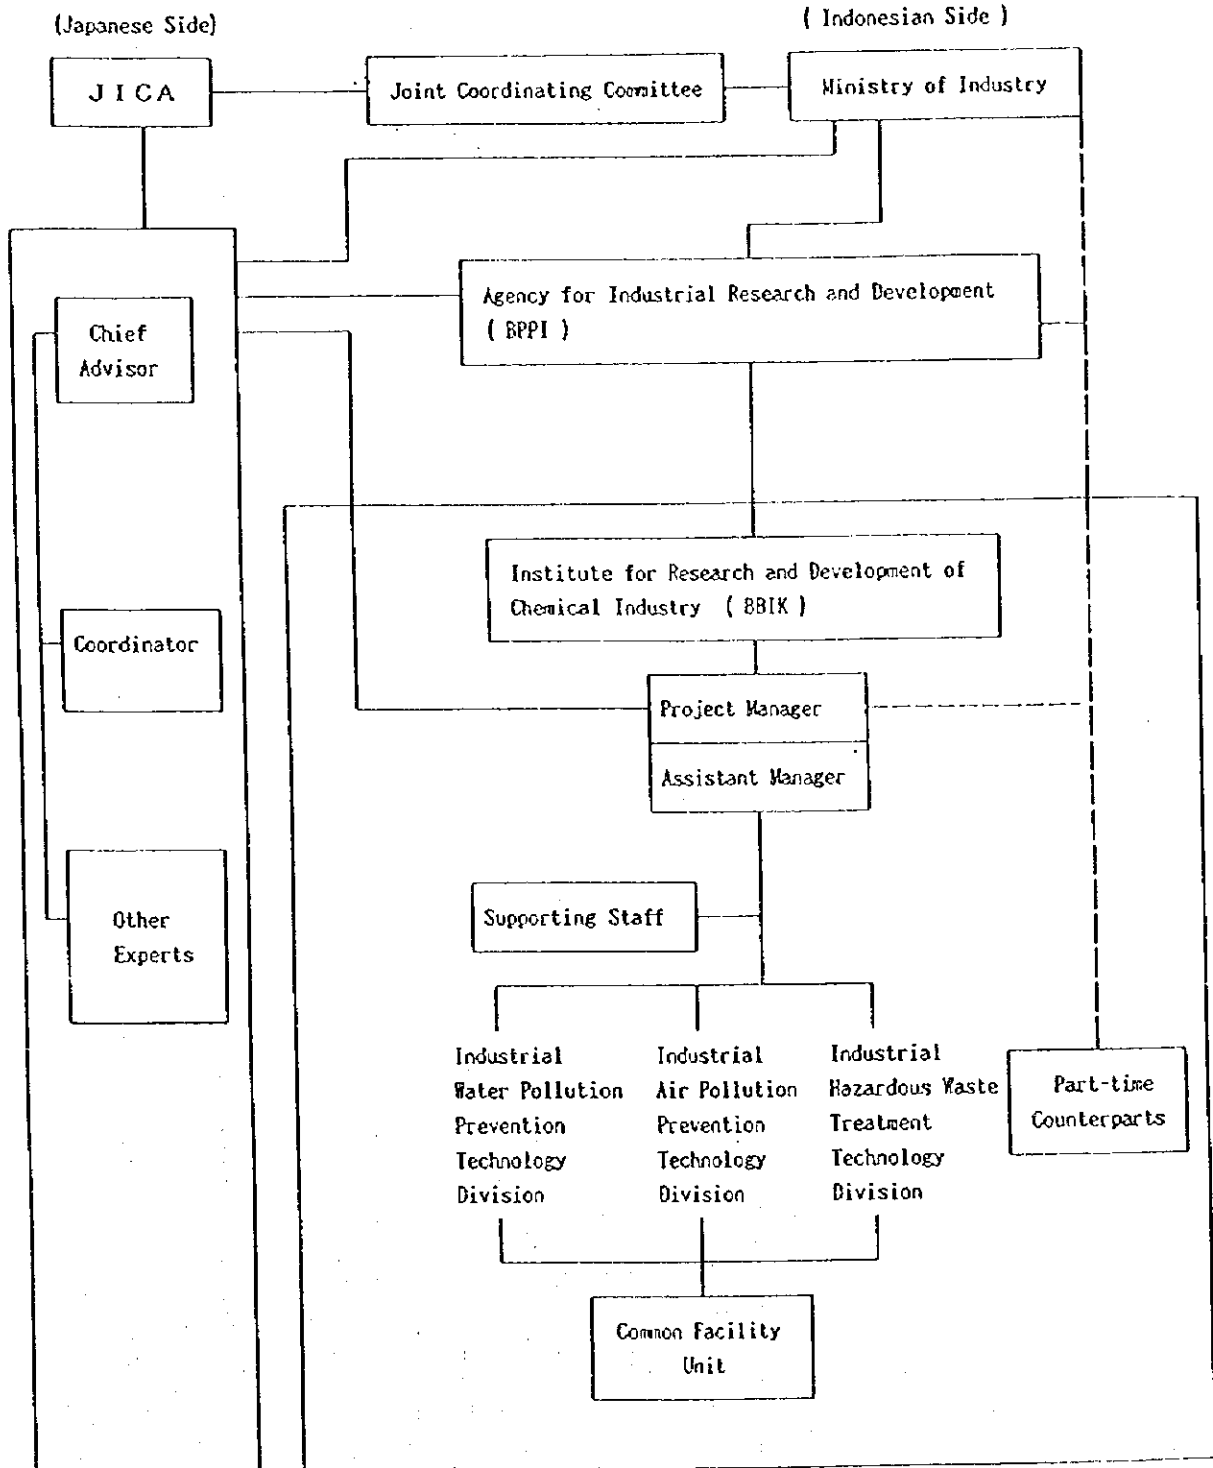 (Japanese Side)
( Indonesian Side )
JICA
Joint Coordinating Committee
Ministry of Industry
Agency for Industrial Research and Development
( BPPI )
Chief
Advisor
Institute for Research and Development of
Chemical Industry ( BBIK )
Coordinator
Project Manager
Assistant Manager
Supporting Staff
Other
Experts
Industrial
Water Pollution
Prevention
Technology
Division
Industrial
Air Pollution
Prevention
Technology
Division
Industrial
Hazardous Waste
Treatment
Technology
Division
Part-time
Counterparts
Common Facility
Unit